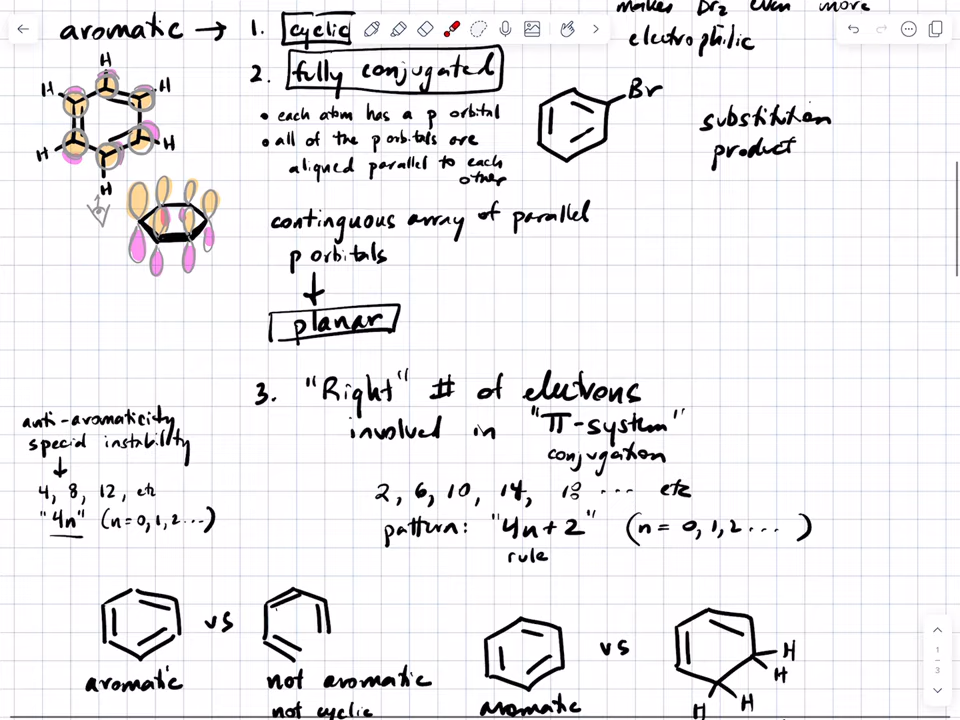 makes Br2 even more
electrophilic
aromatic → 1. cyclic
2. fully conjugated
• each atom has a p orbital
• all of the p orbitals are
aligned parallel to each
other
H
H
H
H
H
H
Br
substitution
product
continguous array of parallel
p orbitals
planar
3. "Right" # of electrons
involved in "π-system"
conjugation
anti-aromaticity
special instability
4, 8, 12, etc
"4n" (n=0,1,2...)
2, 6, 10, 14, 18 ... etc
pattern: "4n+2" (n = 0, 1, 2 ... )
rule
vs
aromatic
not aromatic
not cyclic
vs
aromatic
H
H
H
H
1
3